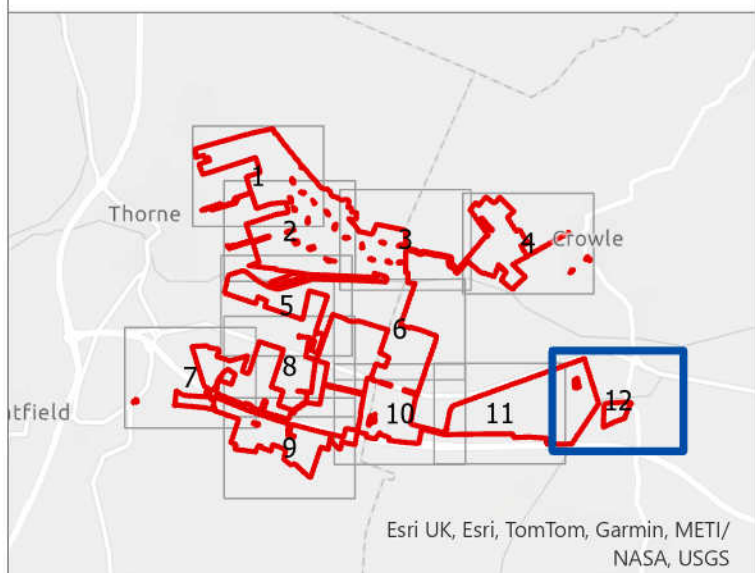 1
Thorne
2
3
4
Crowle
5
6
7
8
atfield
9
10
11
12
Esri UK, Esri, TomTom, Garmin, METI/
NASA, USGS